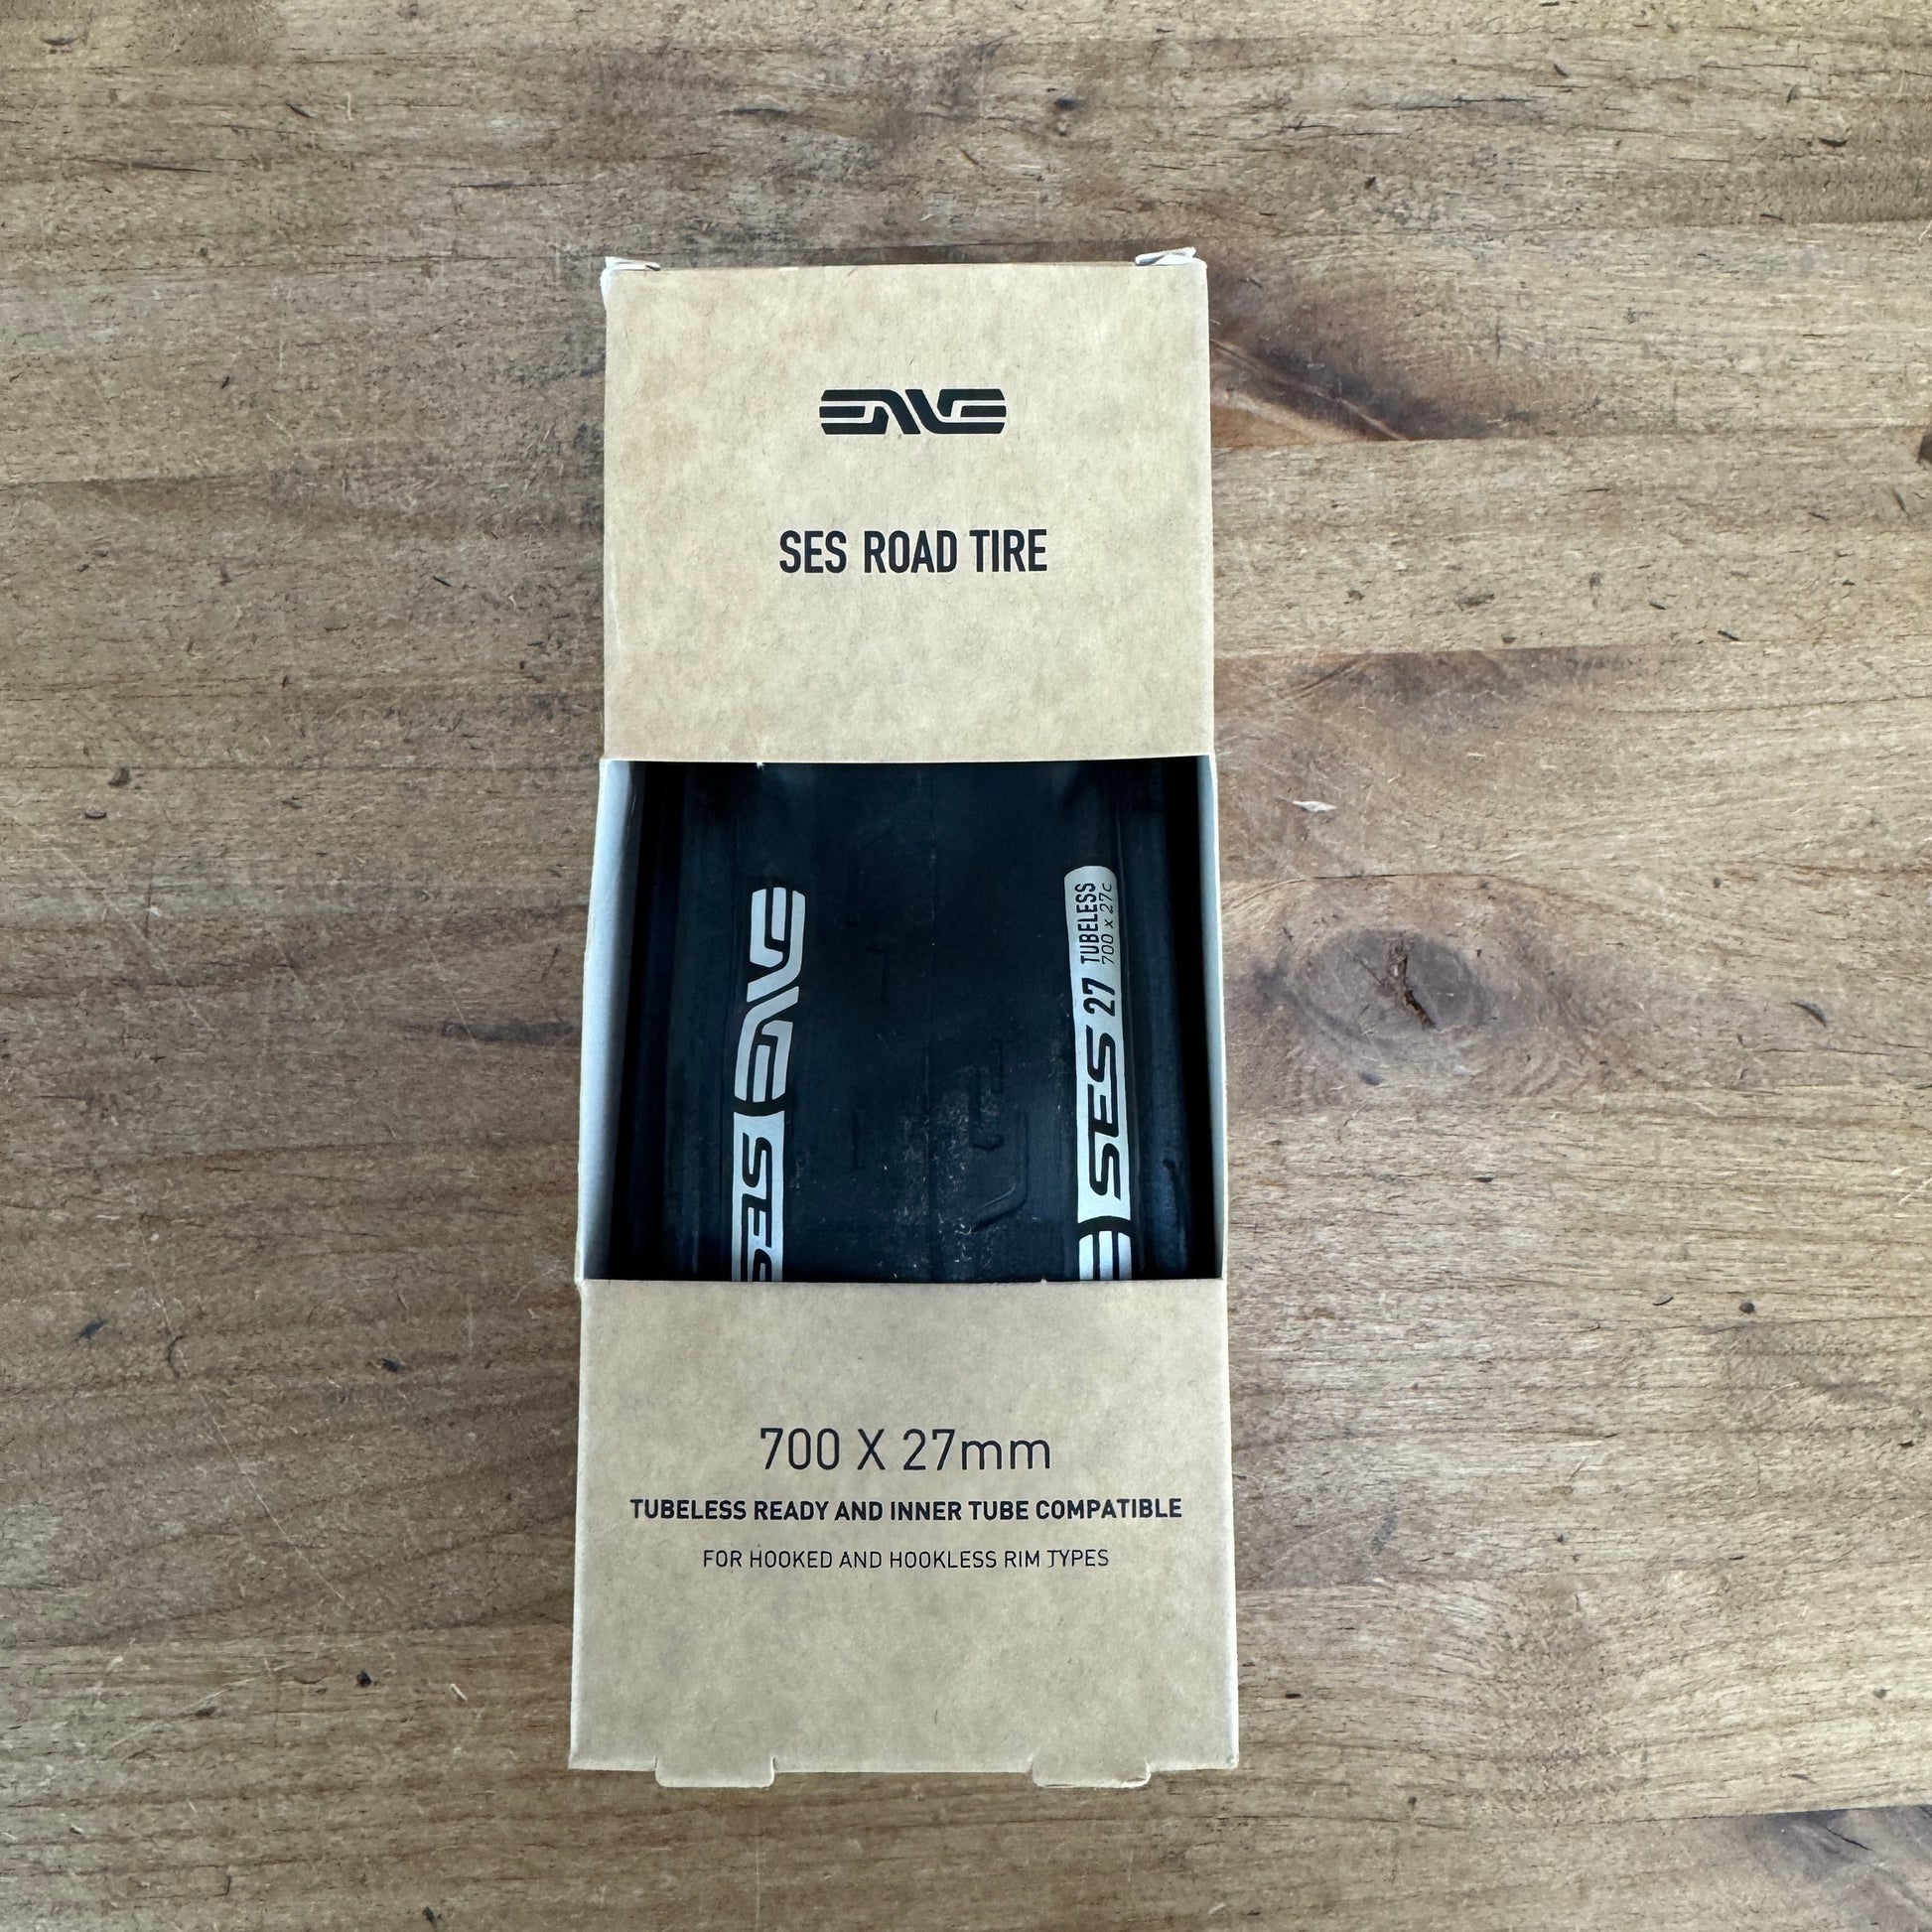 ENVE
SES ROAD TIRE
ENVE
SES
SES 27 TUBELESS
700 x 27c
700 X 27mm
TUBELESS READY AND INNER TUBE COMPATIBLE
FOR HOOKED AND HOOKLESS RIM TYPES